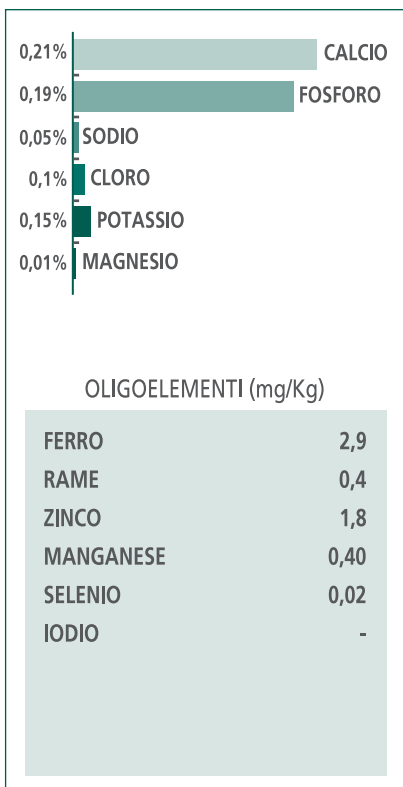 0,21% CALCIO
0,19% FOSFORO
0,05% SODIO
0,1% CLORO
0,15% POTASSIO
0,01% MAGNESIO
OLIGOELEMENTI (mg/Kg)
FERRO 2,9
RAME 0,4
ZINCO 1,8
MANGANESE 0,40
SELENIO 0,02
IODIO -